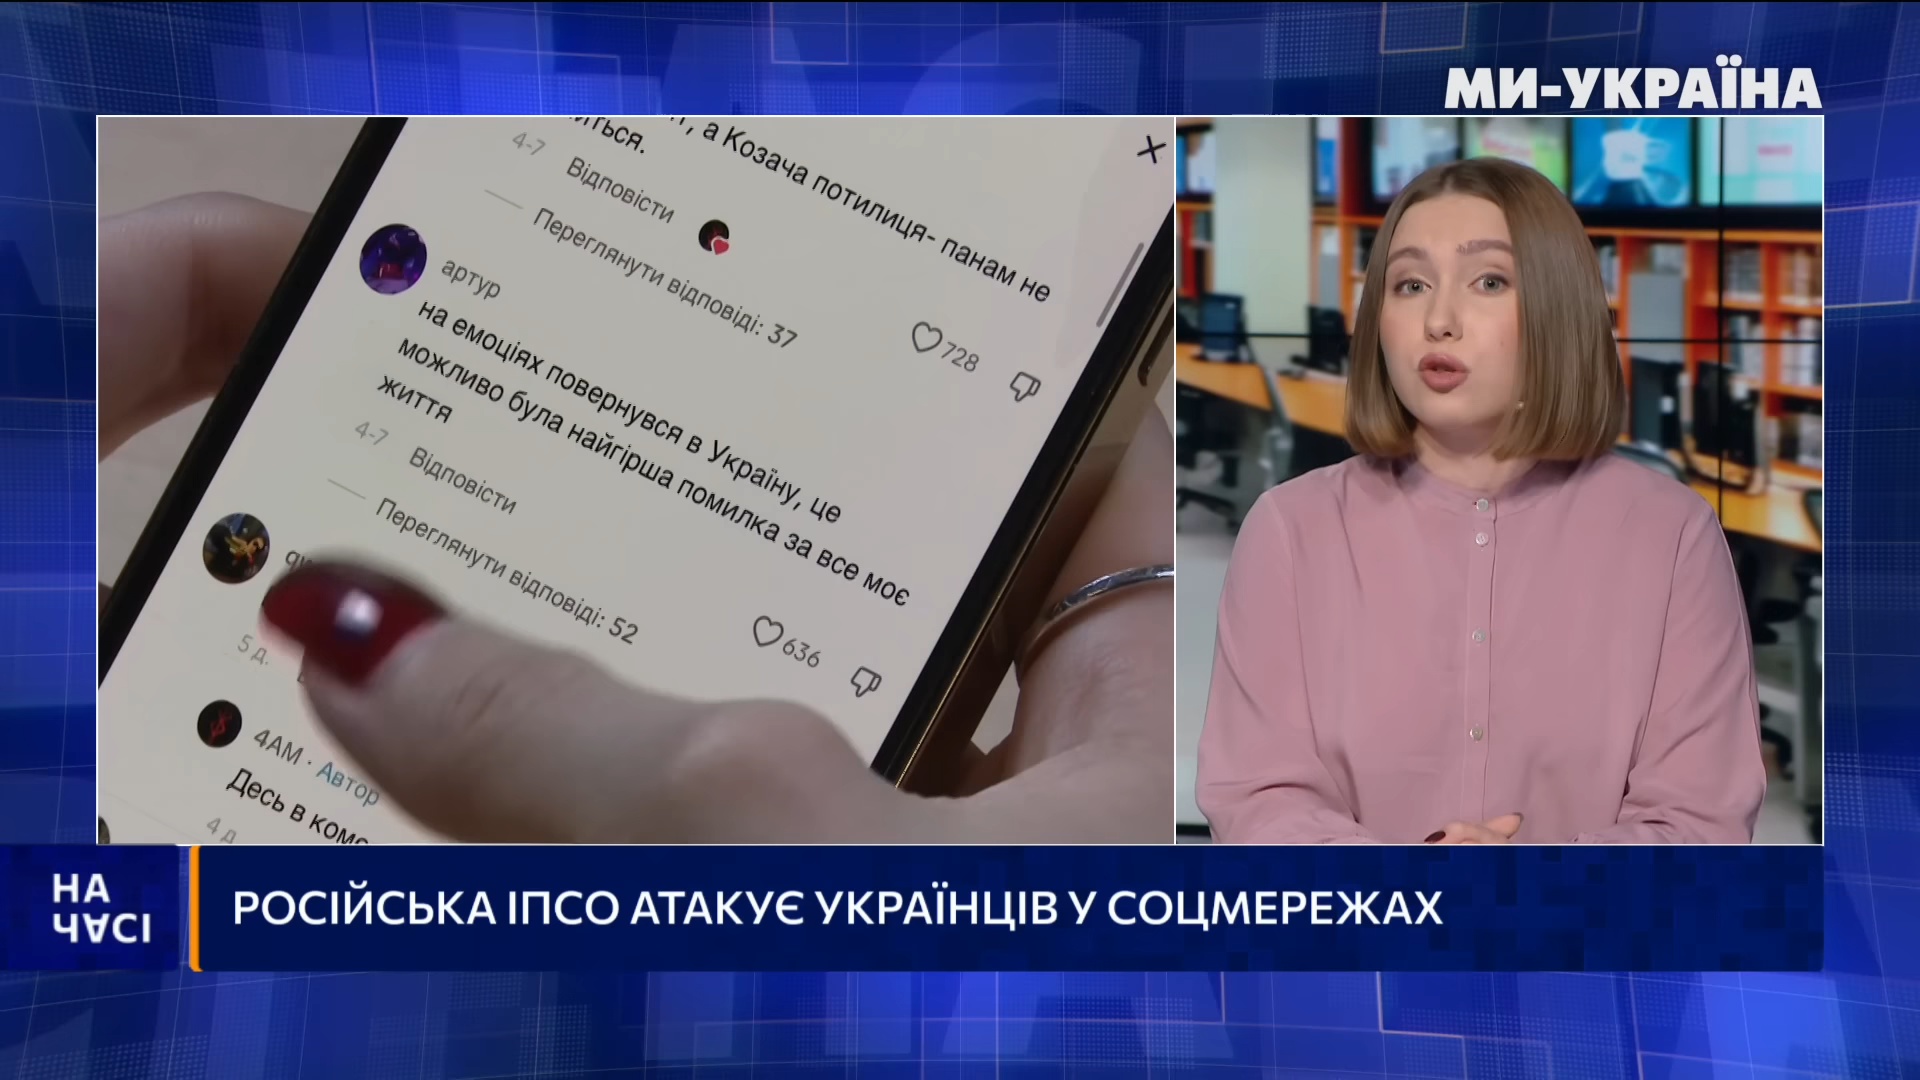 МИ-УКРАЇНА
, а Козача потилиця- панам не
иться.
4-7 Відповісти
728
Переглянути відповіді: 37
артур
на емоціях повернувся в Україну, це
можливо була найгірша помилка за все моє
життя
4-7 Відповісти
636
Переглянути відповіді: 52
5 д.
4AM · Автор
Десь в комє
4 д
НА
ЧАСІ
РОСІЙСЬКА ІПСО АТАКУЄ УКРАЇНЦІВ У СОЦМЕРЕЖАХ